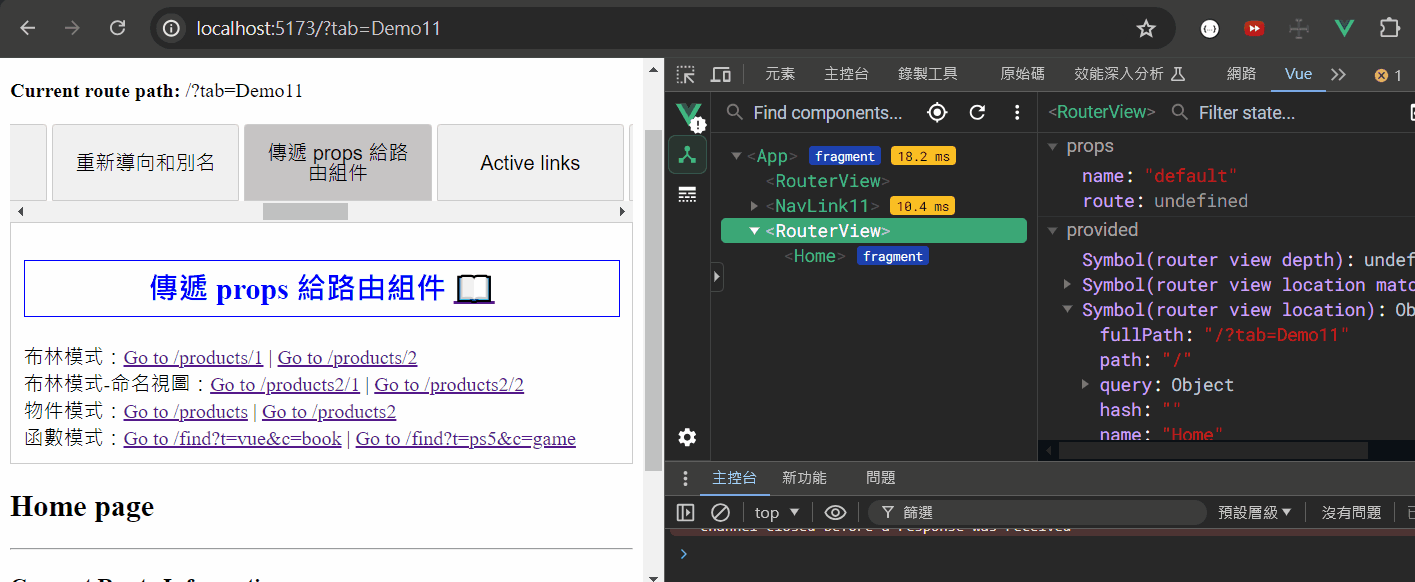 localhost:5173/?tab=Demo11
Current route path: /?tab=Demo11
重新導向和別名
傳遞 props 給路
由組件
Active links
傳遞 props 給路由組件
布林模式：Go to /products/1 | Go to /products/2
布林模式-命名視圖：Go to /products2/1 | Go to /products2/2
物件模式：Go to /products | Go to /products2
函數模式：Go to /find?t=vue&c=book | Go to /find?t=ps5&c=game
Home page
元素 主控台 錄製工具 原始碼 效能深入分析 網路 Vue 1
Find components...
<App> fragment 18.2 ms
<RouterView>
<NavLink11> 10.4 ms
<RouterView>
<Home> fragment
<RouterView> Filter state...
props
name: "default"
route: undefined
provided
Symbol(router view depth): undef
Symbol(router view location matc
Symbol(router view location): Ob
fullPath: "/?tab=Demo11"
path: "/"
query: Object
hash: ""
name: "Home"
主控台 新功能 問題
top 篩選 預設層級 沒有問題
channel closed before a response was received